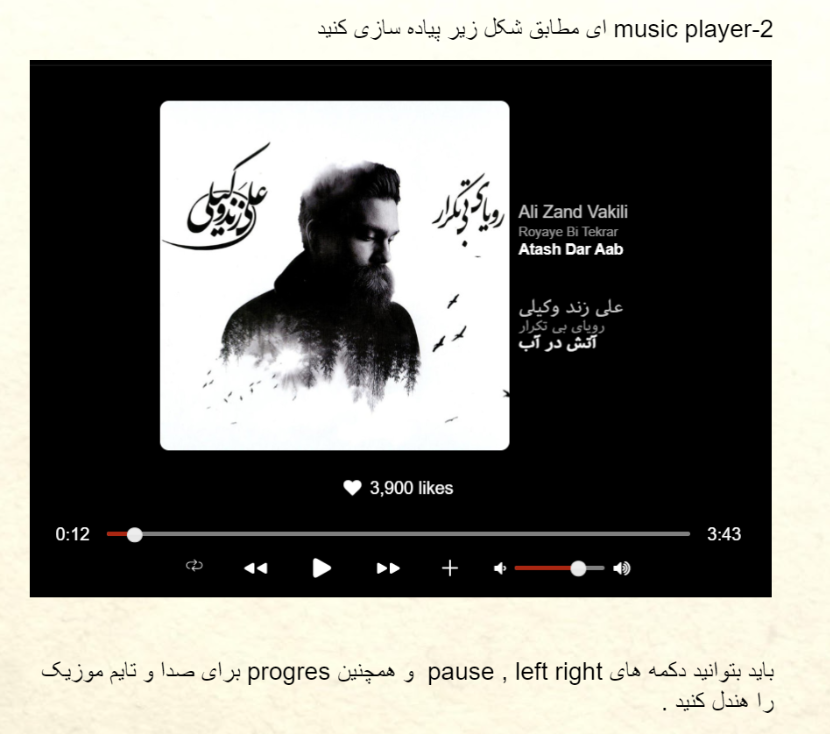 2-music player ای مطابق شکل زیر پیاده سازی کنید
علی زند وکیلی
رویای بی تکرار
Ali Zand Vakili
Royaye Bi Tekrar
Atash Dar Aab
علی زند وکیلی
رویای بی تکرار
آتش در آب
3,900 likes
0:12
3:43
باید بتوانید دکمه های pause , left right و همچنین progres برای صدا و تایم موزیک
را هندل کنید .